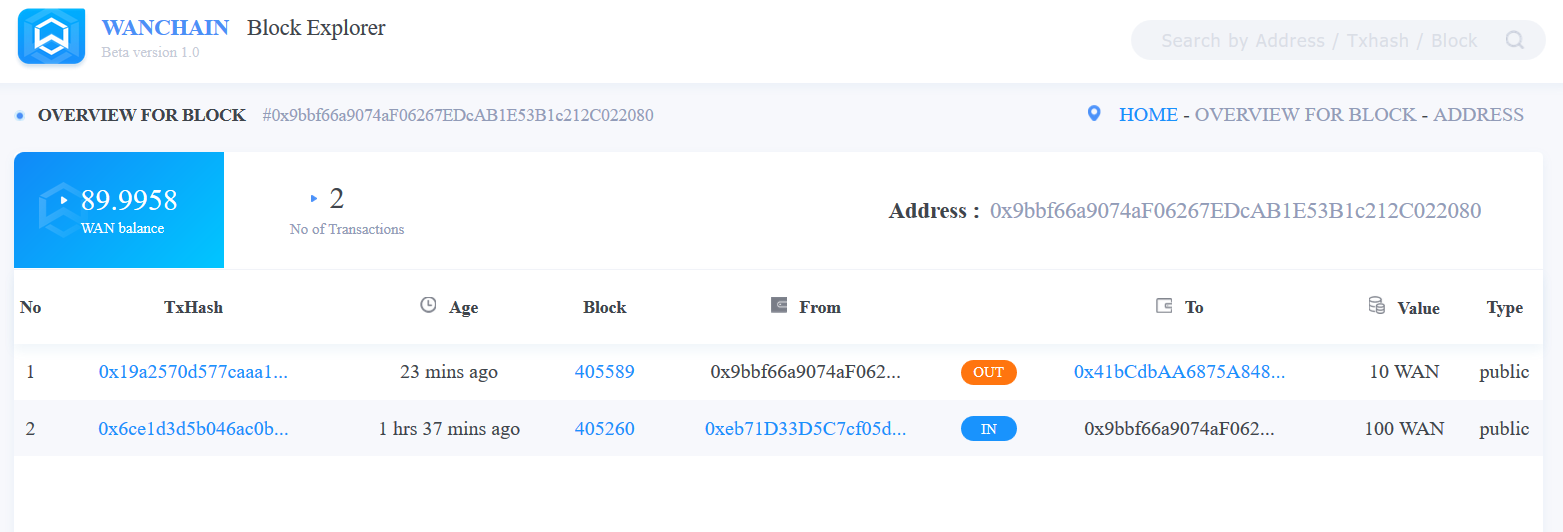 WANCHAIN Block Explorer
Beta version 1.0
Search by Address / Txhash / Block
OVERVIEW FOR BLOCK #0x9bbf66a9074aF06267EDcAB1E53B1c212C022080
HOME - OVERVIEW FOR BLOCK - ADDRESS
89.9958
WAN balance
2
No of Transactions
Address : 0x9bbf66a9074aF06267EDcAB1E53B1c212C022080
No TxHash Age Block From To Value Type
1 0x19a2570d577caaa1... 23 mins ago 405589 0x9bbf66a9074aF062... OUT 0x41bCdbAA6875A848... 10 WAN public
2 0x6ce1d3d5b046ac0b... 1 hrs 37 mins ago 405260 0xeb71D33D5C7cf05d... IN 0x9bbf66a9074aF062... 100 WAN public